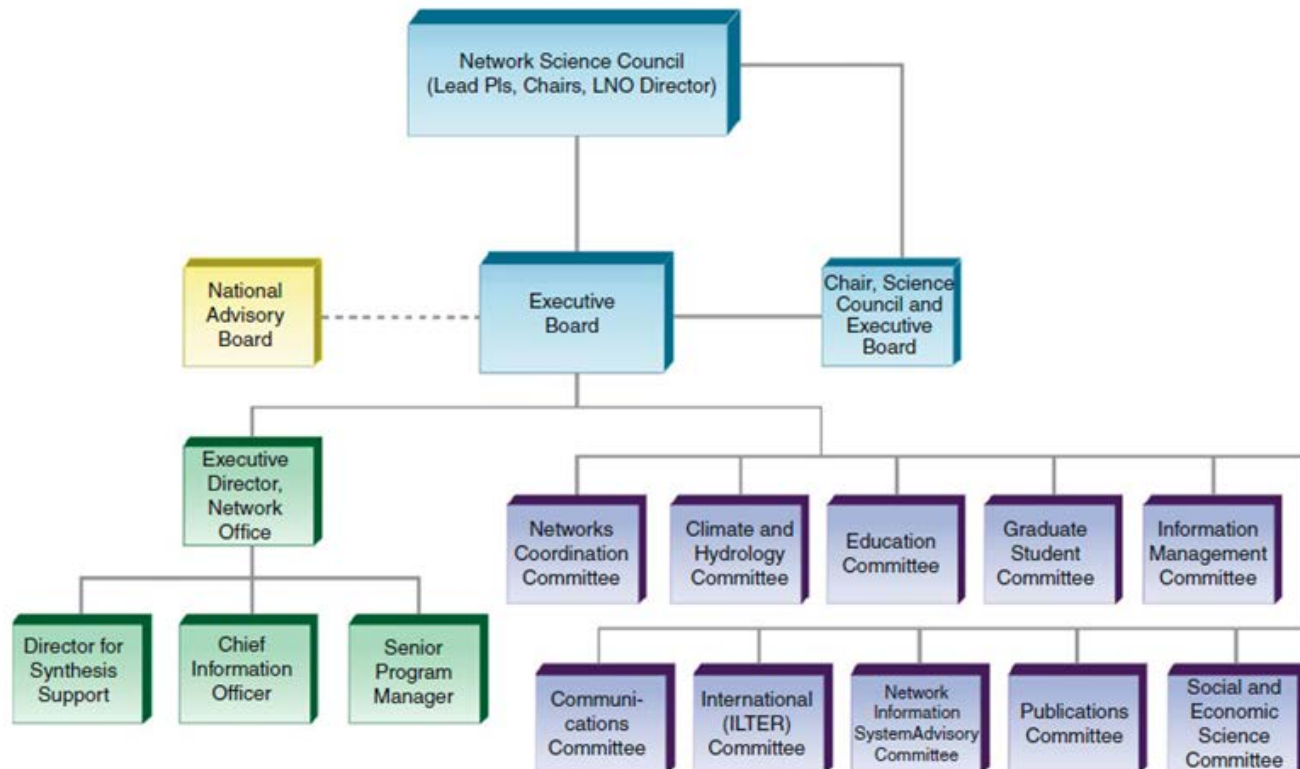 Network Science Council
(Lead PIs, Chairs, LNO Director)
National
Advisory
Board
Executive
Board
Chair, Science
Council and
Executive
Board
Executive
Director,
Network
Office
Networks
Coordination
Committee
Climate and
Hydrology
Committee
Education
Committee
Graduate
Student
Committee
Information
Management
Committee
Director for
Synthesis
Support
Chief
Information
Officer
Senior
Program
Manager
Communi-
cations
Committee
International
(ILTER)
Committee
Network
Information
SystemAdvisory
Committee
Publications
Committee
Social and
Economic
Science
Committee